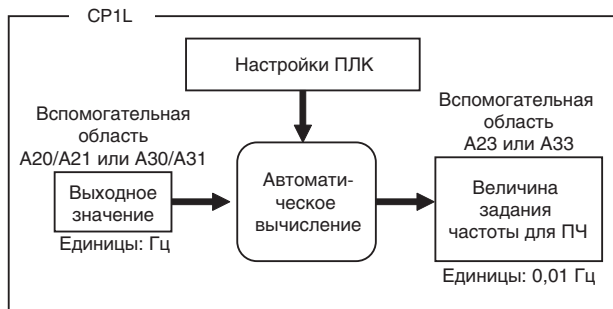 CP1L
Настройки ПЛК
Вспомогательная
область
A20/A21 или A30/A31
Выходное
значение
Единицы: Гц
Автомати-
ческое
вычисление
Вспомогательная
область
A23 или A33
Величина
задания
частоты для ПЧ
Единицы: 0,01 Гц